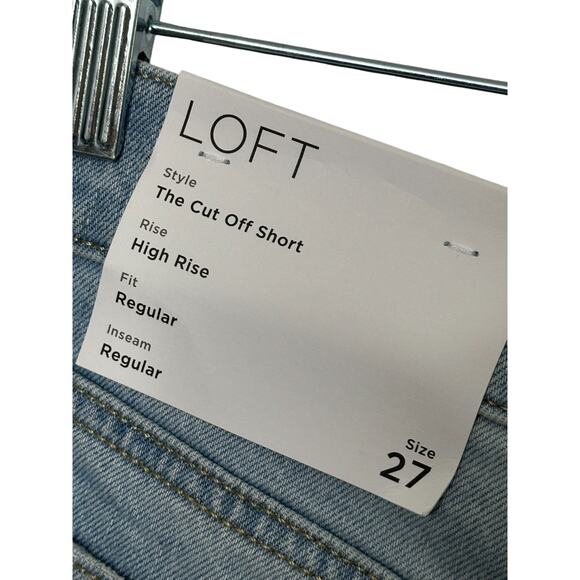 LOFT
Style
The Cut Off Short
Rise
High Rise
Fit
Regular
Inseam
Regular
Size
27